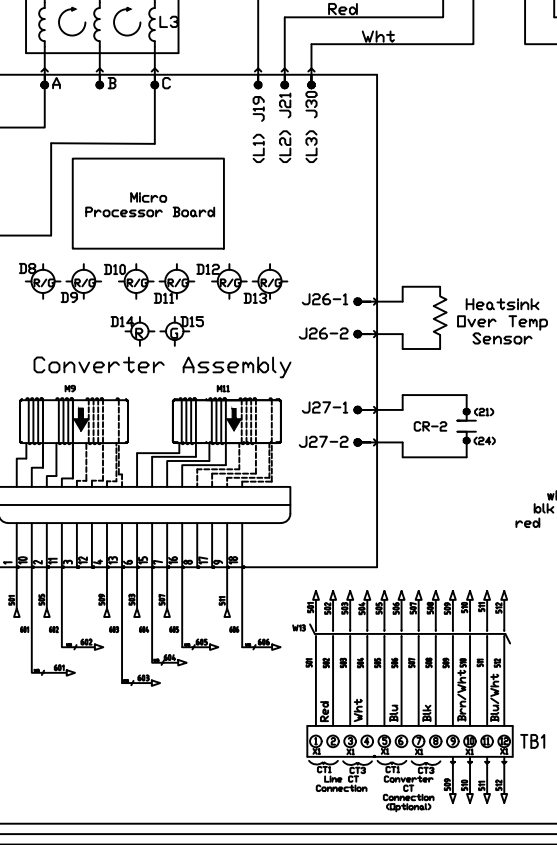 Red
Wht
L3
A B C
J19 J21 J30
(L1) (L2) (L3)
Micro
Processor Board
D8 D10 D12
R/G R/G R/G R/G R/G R/G
D9 D11 D13
D14 D15
R G
J26-1
J26-2
Heatsink
Over Temp
Sensor
Converter Assembly
M9 M11
J27-1
J27-2
CR-2
(21)
(24)
blk
red
1 10 2 11 3 12 4 13 6 15 7 16 8 17 9 18
501 505 509 503 507 511
601 602 603 604 605 606
602 605 606
601 604
603
501 502 503 504 505 506 507 508 509 510 511 512
W13
501 502 503 504 505 506 507 508 509 510 511 512
Red Wht Blu Blk Brn/Wht Blu/Wht
1 2 3 4 5 6 7 8 9 10 11 12
X1 X1 X1 X1 X1
TB1
CT1 CT3 CT1 CT3
Line CT
Connection
Converter
CT
Connection
(Optional)
509 510 511 512